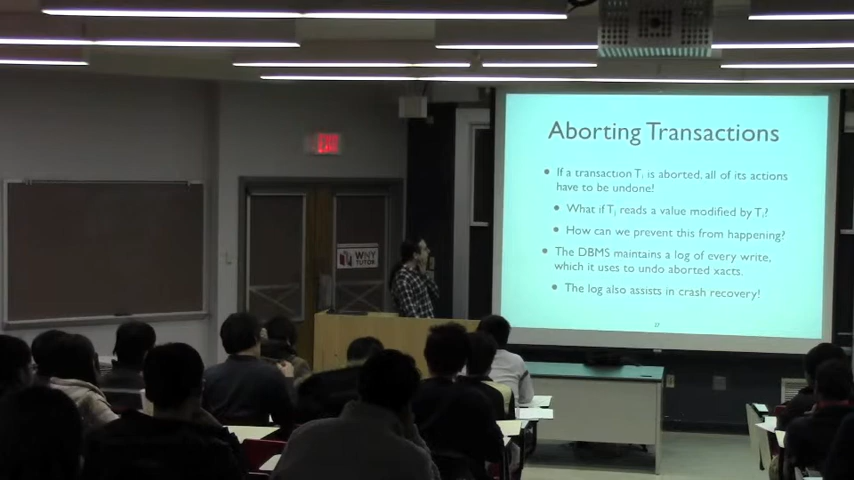 Aborting Transactions
• If a transaction Ti is aborted, all of its actions
have to be undone!
• What if Tj reads a value modified by Ti?
• How can we prevent this from happening?
• The DBMS maintains a log of every write,
which it uses to undo aborted xacts.
• The log also assists in crash recovery!
27
WNY
TUTOR